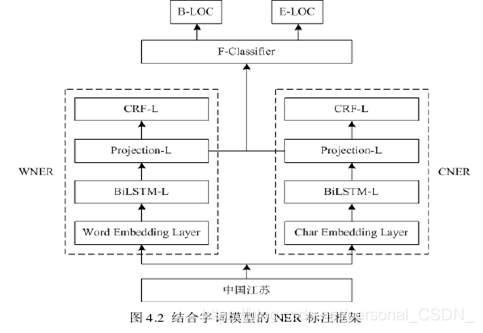 B-LOC E-LOC
F-Classifier
CRF-L CRF-L
Projection-L Projection-L
WNER CNER
BiLSTM-L BiLSTM-L
Word Embedding Layer Char Embedding Layer
中国江苏
图 4.2 结合字词模型的 NER 标注框架
ersonal_CSDN_